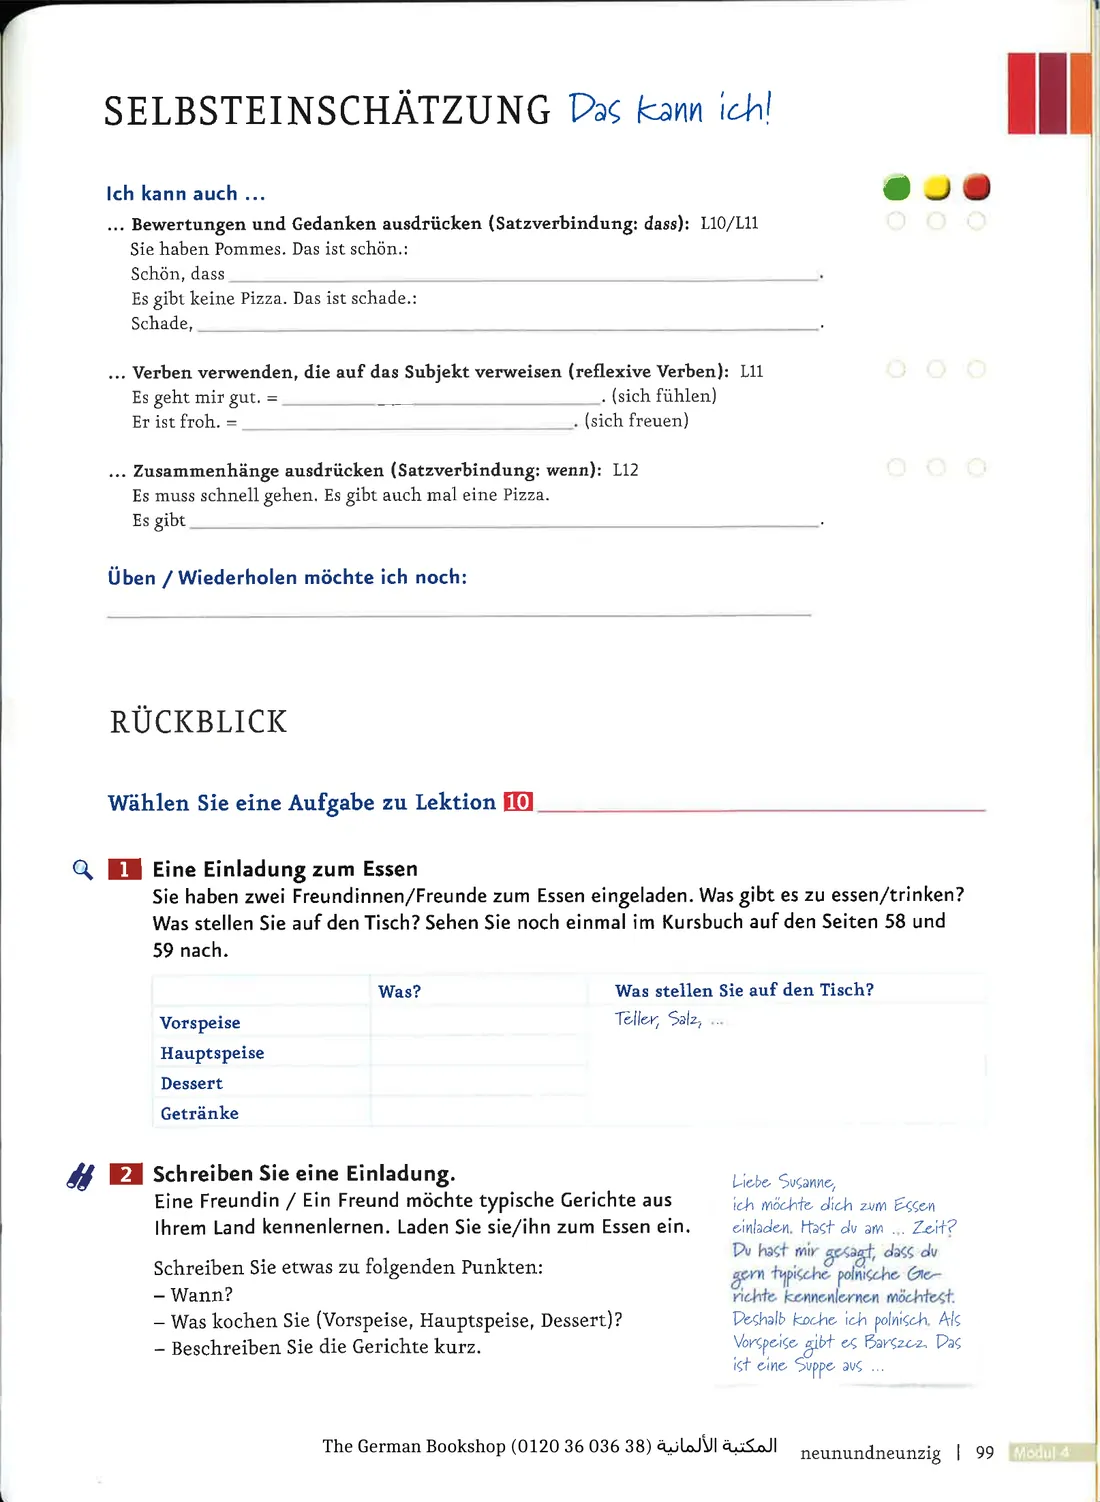 SELBSTEINSCHÄTZUNG Das kann ich!
Ich kann auch ...
... Bewertungen und Gedanken ausdrücken (Satzverbindung: dass): L10/L11
Sie haben Pommes. Das ist schön.:
Schön, dass ____________________.
Es gibt keine Pizza. Das ist schade.:
Schade, ____________________.
... Verben verwenden, die auf das Subjekt verweisen (reflexive Verben): L11
Es geht mir gut. = ____________________. (sich fühlen)
Er ist froh. = ____________________. (sich freuen)
... Zusammenhänge ausdrücken (Satzverbindung: wenn): L12
Es muss schnell gehen. Es gibt auch mal eine Pizza.
Es gibt ____________________.
Üben / Wiederholen möchte ich noch:
RÜCKBLICK
Wählen Sie eine Aufgabe zu Lektion 10
1 Eine Einladung zum Essen
Sie haben zwei Freundinnen/Freunde zum Essen eingeladen. Was gibt es zu essen/trinken?
Was stellen Sie auf den Tisch? Sehen Sie noch einmal im Kursbuch auf den Seiten 58 und
59 nach.
Was? Was stellen Sie auf den Tisch?
Vorspeise Teller, Salz, ...
Hauptspeise
Dessert
Getränke
2 Schreiben Sie eine Einladung.
Eine Freundin / Ein Freund möchte typische Gerichte aus
Ihrem Land kennenlernen. Laden Sie sie/ihn zum Essen ein.
Schreiben Sie etwas zu folgenden Punkten:
– Wann?
– Was kochen Sie (Vorspeise, Hauptspeise, Dessert)?
– Beschreiben Sie die Gerichte kurz.
Liebe Susanne,
ich möchte dich zum Essen
einladen. Hast du am ... Zeit?
Du hast mir gesagt, dass du
gern typische polnische Ge-
richte kennenlernen möchtest.
Deshalb koche ich polnisch. Als
Vorspeise gibt es Barszcz. Das
ist eine Suppe aus ...
The German Bookshop (0120 36 036 38) المكتبة الألمانية
neunundneunzig | 99 Modul 4